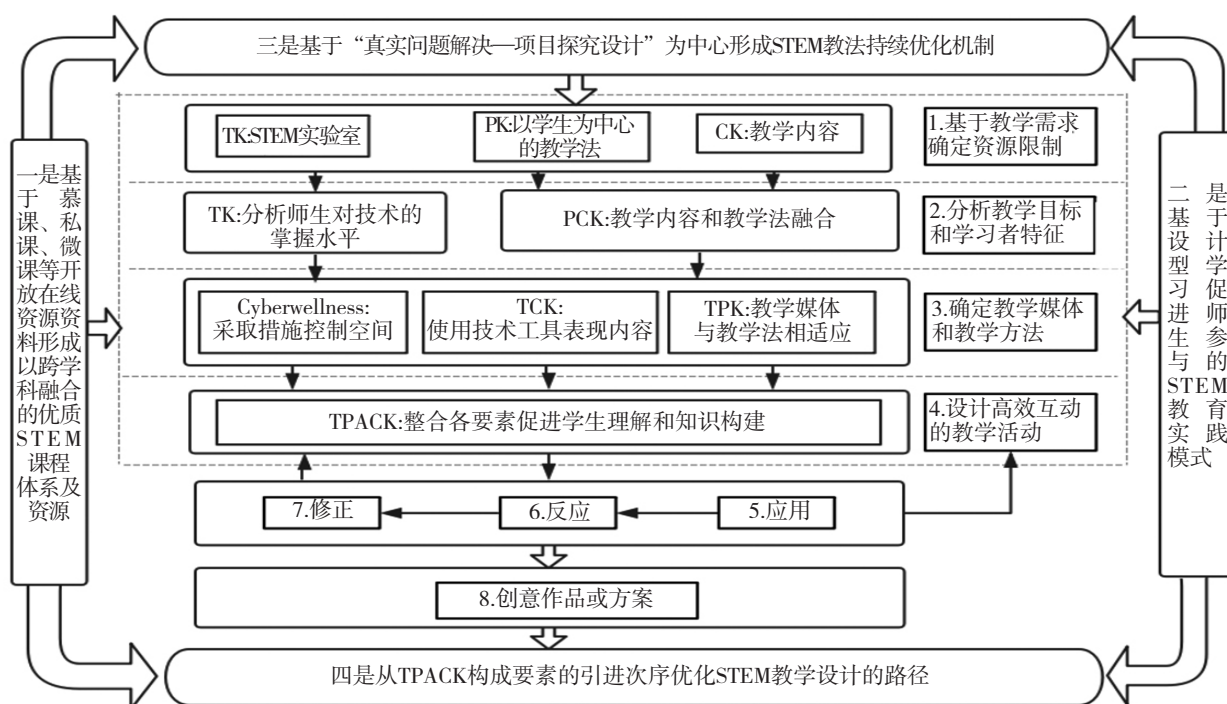 三是基于“真实问题解决—项目探究设计”为中心形成STEM教法持续优化机制
TK:STEM实验室
PK:以学生为中心
的教学法
CK:教学内容
1.基于教学需求
确定资源限制
TK:分析师生对技术的
掌握水平
PCK:教学内容和教学法融合
2.分析教学目标
和学习者特征
Cyberwellness:
采取措施控制空间
TCK:
使用技术工具表现内容
TPK:教学媒体
与教学法相适应
3.确定教学媒体
和教学方法
TPACK:整合各要素促进学生理解和知识构建
4.设计高效互动
的教学活动
7.修正
6.反应
5.应用
8.创意作品或方案
四是从TPACK构成要素的引进次序优化STEM教学设计的路径
一是基
于慕
课、私
课、微
课等开
放在线
资源资
料形成
以跨学
科融合
的优质
STEM
课程
体系及
资源
二是
基于
设计
型学
习促
进师
生参
与的
STEM
教育
实践
模式